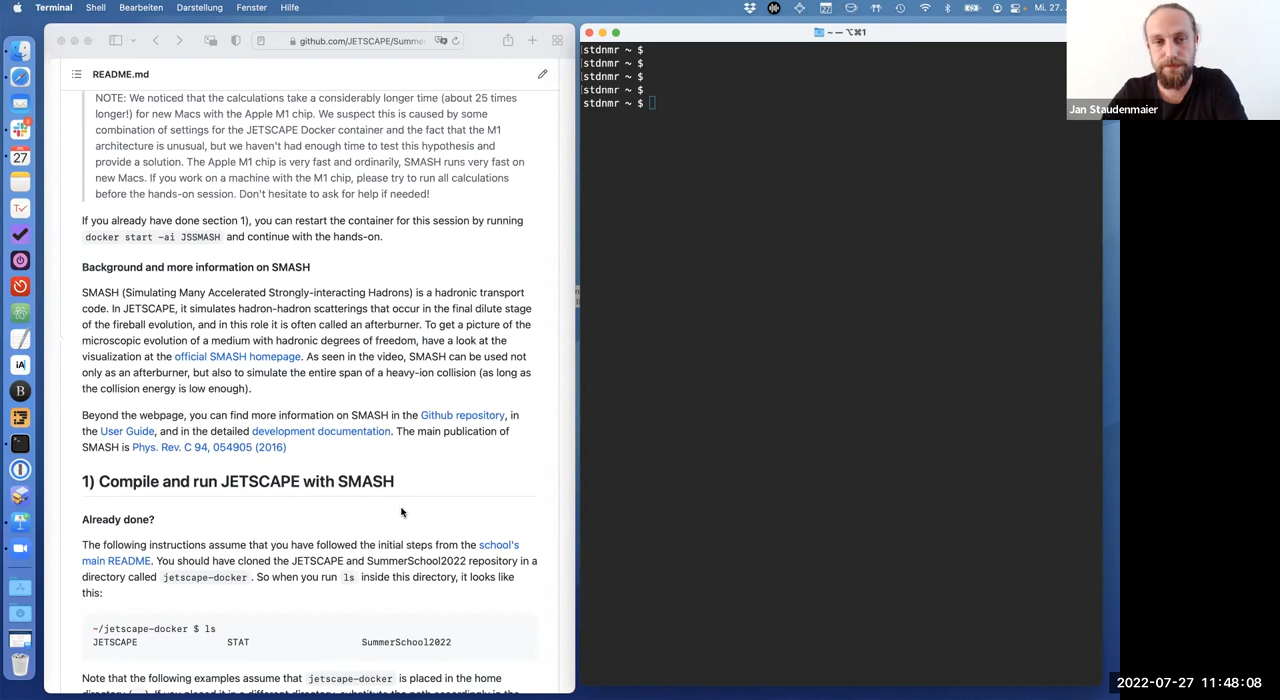 Terminal Shell Bearbeiten Darstellung Fenster Hilfe
Mi. 27.
github.com/JETSCAPE/Summe
~ — ⌥⌘1
README.md
NOTE: We noticed that the calculations take a considerably longer time (about 25 times
longer!) for new Macs with the Apple M1 chip. We suspect this is caused by some
combination of settings for the JETSCAPE Docker container and the fact that the M1
architecture is unusual, but we haven't had enough time to test this hypothesis and
provide a solution. The Apple M1 chip is very fast and ordinarily, SMASH runs very fast on
new Macs. If you work on a machine with the M1 chip, please try to run all calculations
before the hands-on session. Don't hesitate to ask for help if needed!
If you already have done section 1), you can restart the container for this session by running
docker start -ai JSSMASH and continue with the hands-on.
Background and more information on SMASH
SMASH (Simulating Many Accelerated Strongly-interacting Hadrons) is a hadronic transport
code. In JETSCAPE, it simulates hadron-hadron scatterings that occur in the final dilute stage
of the fireball evolution, and in this role it is often called an afterburner. To get a picture of the
microscopic evolution of a medium with hadronic degrees of freedom, have a look at the
visualization at the official SMASH homepage. As seen in the video, SMASH can be used not
only as an afterburner, but also to simulate the entire span of a heavy-ion collision (as long as
the collision energy is low enough).
Beyond the webpage, you can find more information on SMASH in the Github repository, in
the User Guide, and in the detailed development documentation. The main publication of
SMASH is Phys. Rev. C 94, 054905 (2016)
1) Compile and run JETSCAPE with SMASH
Already done?
The following instructions assume that you have followed the initial steps from the school's
main README. You should have cloned the JETSCAPE and SummerSchool2022 repository in a
directory called jetscape-docker . So when you run ls inside this directory, it looks like
this:
~/jetscape-docker $ ls
JETSCAPE STAT SummerSchool2022
Note that the following examples assume that jetscape-docker is placed in the home
stdnmr ~ $
stdnmr ~ $
stdnmr ~ $
stdnmr ~ $
stdnmr ~ $
Jan Staudenmaier
27
iA
B
2022-07-27 11:48:08